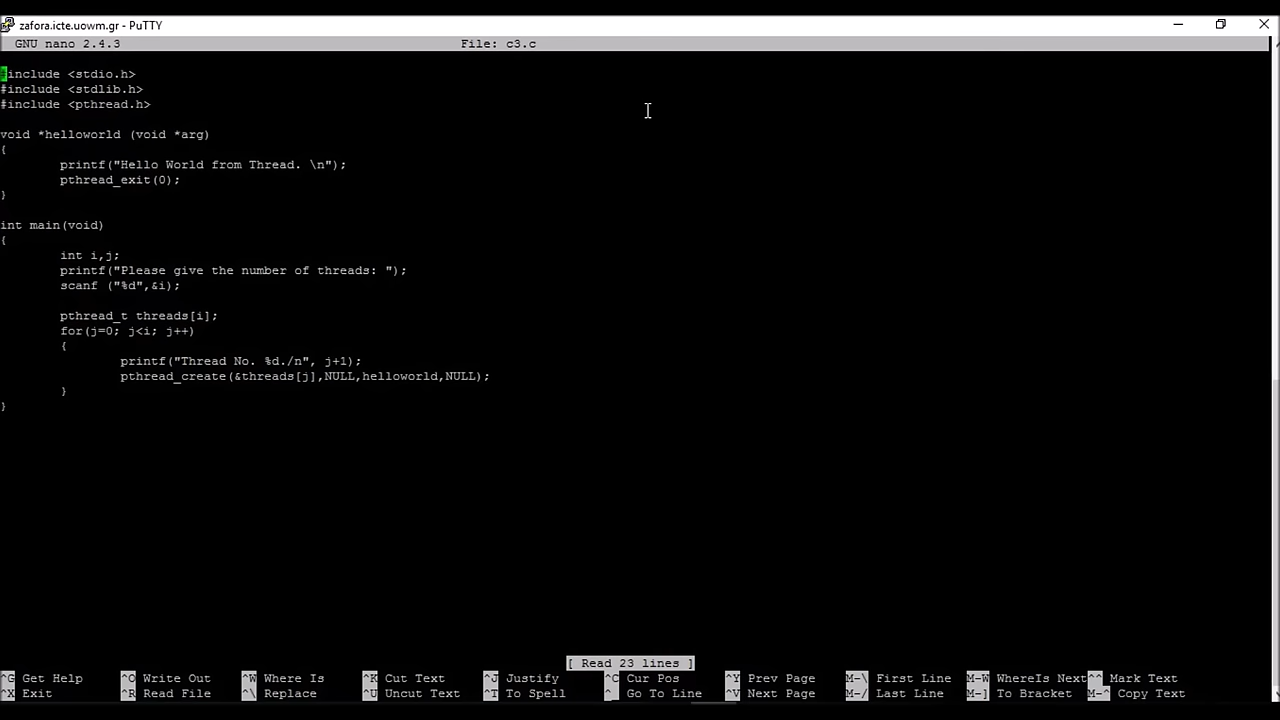 zafora.icte.uowm.gr - PuTTY
GNU nano 2.4.3 File: c3.c
#include <stdio.h>
#include <stdlib.h>
#include <pthread.h>
void *helloworld (void *arg)
{
printf("Hello World from Thread. \n");
pthread_exit(0);
}
int main(void)
{
int i,j;
printf("Please give the number of threads: ");
scanf ("%d",&i);
pthread_t threads[i];
for(j=0; j<i; j++)
{
printf("Thread No. %d./n", j+1);
pthread_create(&threads[j],NULL,helloworld,NULL);
}
}
[ Read 23 lines ]
^G Get Help ^O Write Out ^W Where Is ^K Cut Text ^J Justify ^C Cur Pos ^Y Prev Page M-\ First Line M-W WhereIs Next ^^ Mark Text
^X Exit ^R Read File ^\ Replace ^U Uncut Text ^T To Spell ^_ Go To Line ^V Next Page M-/ Last Line M-] To Bracket M-^ Copy Text